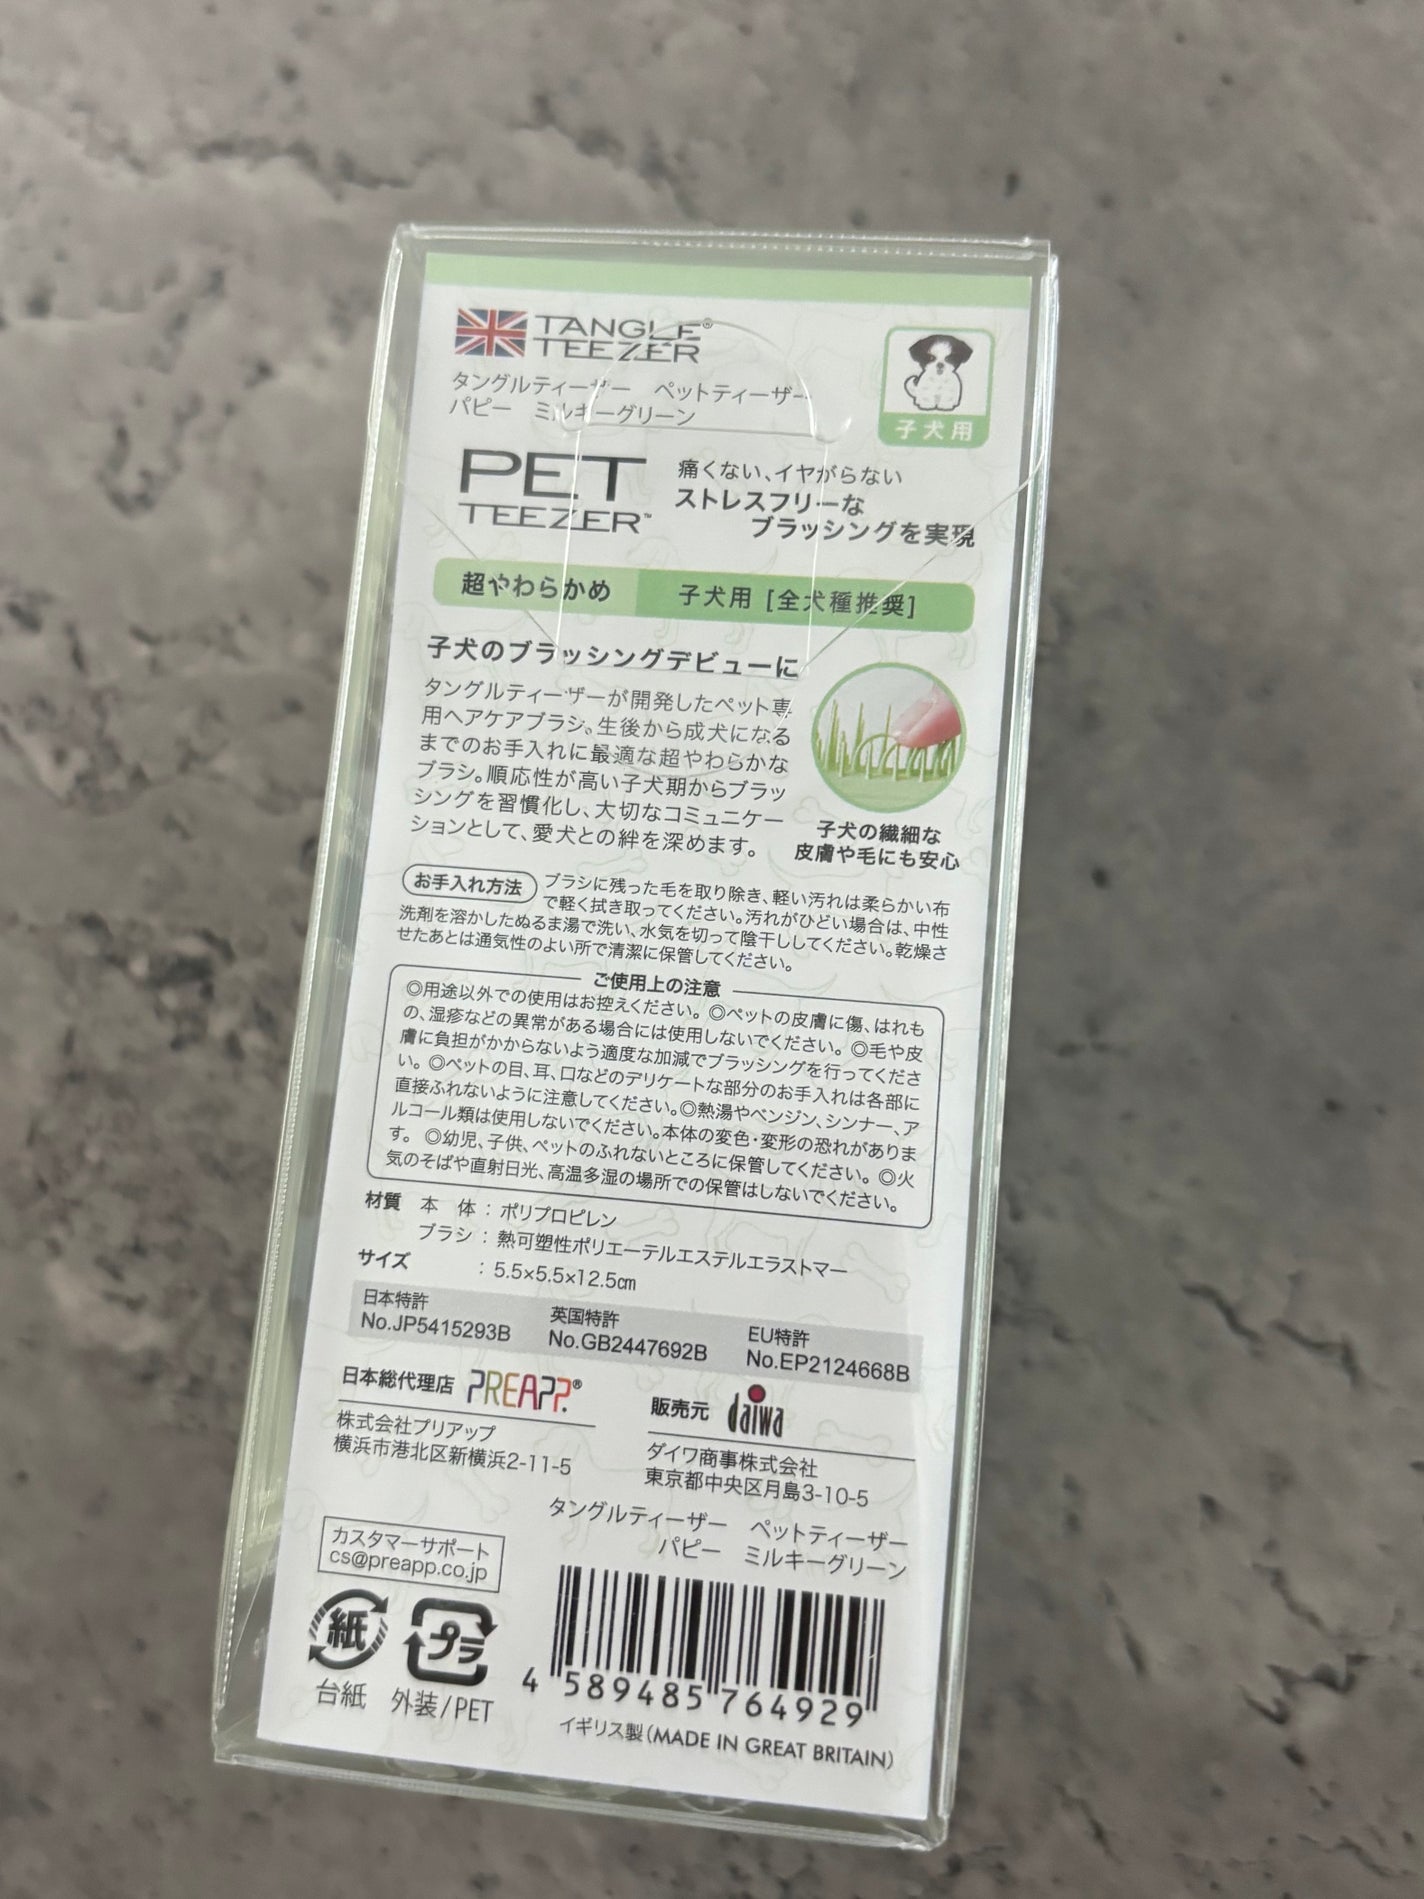 TANGLE®
TEEZER
タングルティーザー　ペットティーザー
パピー　ミルキーグリーン
子犬用
PET
TEEZER™
痛くない、イヤがらない
ストレスフリーな
ブラッシングを実現
超やわらかめ
子犬用 [全犬種推奨]
子犬のブラッシングデビューに
タングルティーザーが開発したペット専
用ヘアケアブラシ。生後から成犬になる
までのお手入れに最適な超やわらかな
ブラシ。順応性が高い子犬期からブラッ
シングを習慣化し、大切なコミュニケー
ションとして、愛犬との絆を深めます。
子犬の繊細な
皮膚や毛にも安心
お手入れ方法 ブラシに残った毛を取り除き、軽い汚れは柔らかい布
で軽く拭き取ってください。汚れがひどい場合は、中性
洗剤を溶かしたぬるま湯で洗い、水気を切って陰干ししてください。乾燥さ
せたあとは通気性のよい所で清潔に保管してください。
ご使用上の注意
◎用途以外での使用はお控えください。◎ペットの皮膚に傷、はれも
の、湿疹などの異常がある場合には使用しないでください。◎毛や皮
膚に負担がかからないよう適度な加減でブラッシングを行ってくださ
い。◎ペットの目、耳、口などのデリケートな部分のお手入れは各部に
直接ふれないように注意してください。◎熱湯やベンジン、シンナー、ア
ルコール類は使用しないでください。本体の変色・変形の恐れがありま
す。◎幼児、子供、ペットのふれないところに保管してください。◎火
気のそばや直射日光、高温多湿の場所での保管はしないでください。
材質 本　体：ポリプロピレン
ブラシ：熱可塑性ポリエーテルエステルエラストマー
サイズ ：5.5×5.5×12.5cm
日本特許
No.JP5415293B
英国特許
No.GB2447692B
EU特許
No.EP2124668B
日本総代理店 PREAPP.®
株式会社プリアップ
横浜市港北区新横浜2-11-5
販売元 daiwa
ダイワ商事株式会社
東京都中央区月島3-10-5
タングルティーザー　ペットティーザー
パピー　ミルキーグリーン
カスタマーサポート
cs@preapp.co.jp
紙
台紙
プラ
外装/PET
4 589485 764929
イギリス製(MADE IN GREAT BRITAIN)